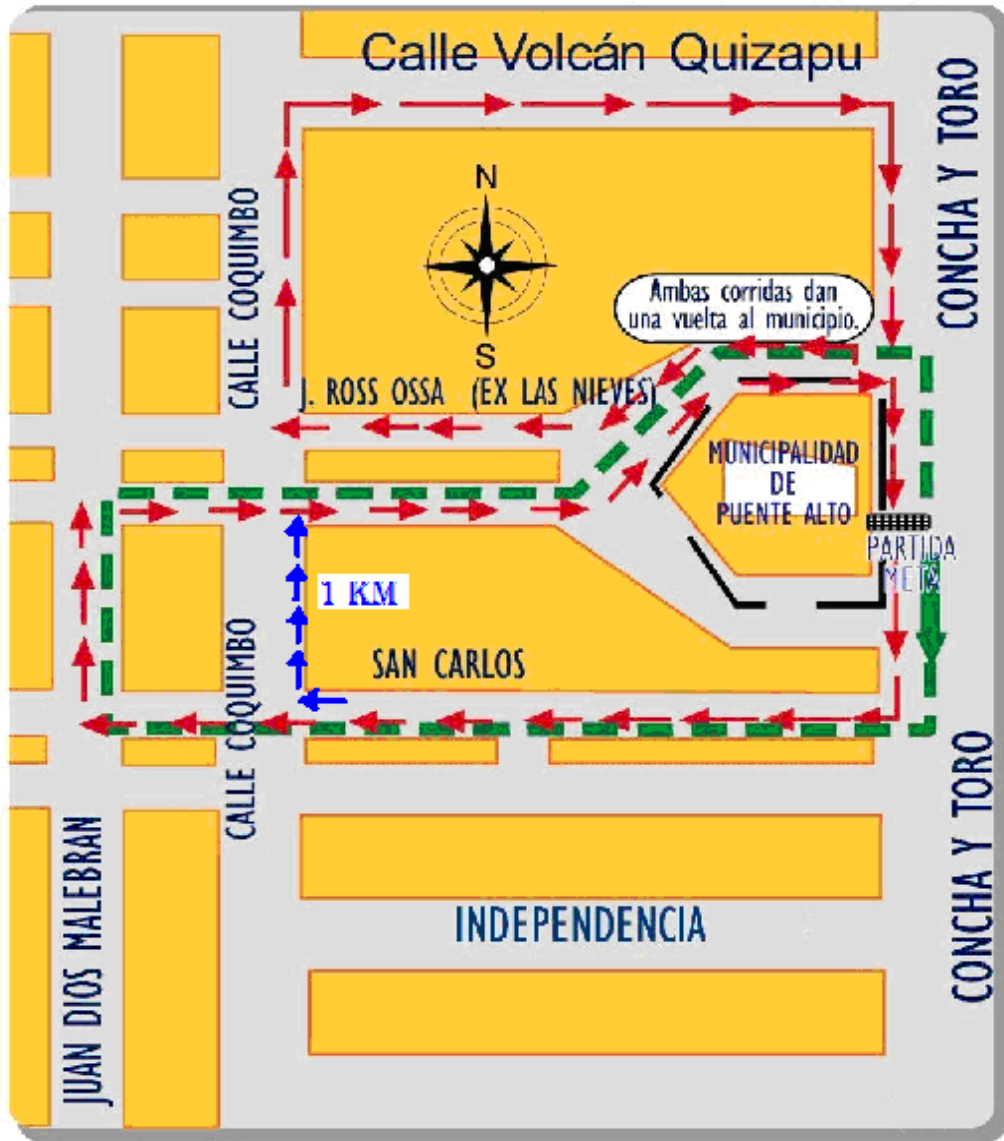 Calle Volcán Quizapu
CONCHA Y TORO
CALLE COQUIMBO
N
S
Ambas corridas dan
una vuelta al municipio.
J. ROSS OSSA (EX LAS NIEVES)
MUNICIPALIDAD
DE
PUENTE ALTO
PARTIDA
META
1 KM
SAN CARLOS
CALLE COQUIMBO
CONCHA Y TORO
JUAN DIOS MALEBRAN
INDEPENDENCIA